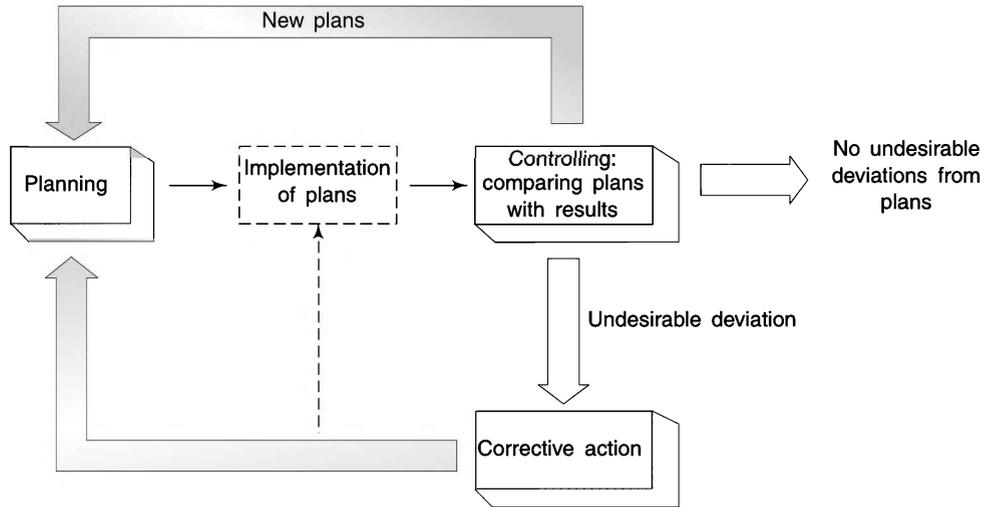 New plans
Planning
Implementation
of plans
Controlling:
comparing plans
with results
No undesirable
deviations from
plans
Undesirable deviation
Corrective action